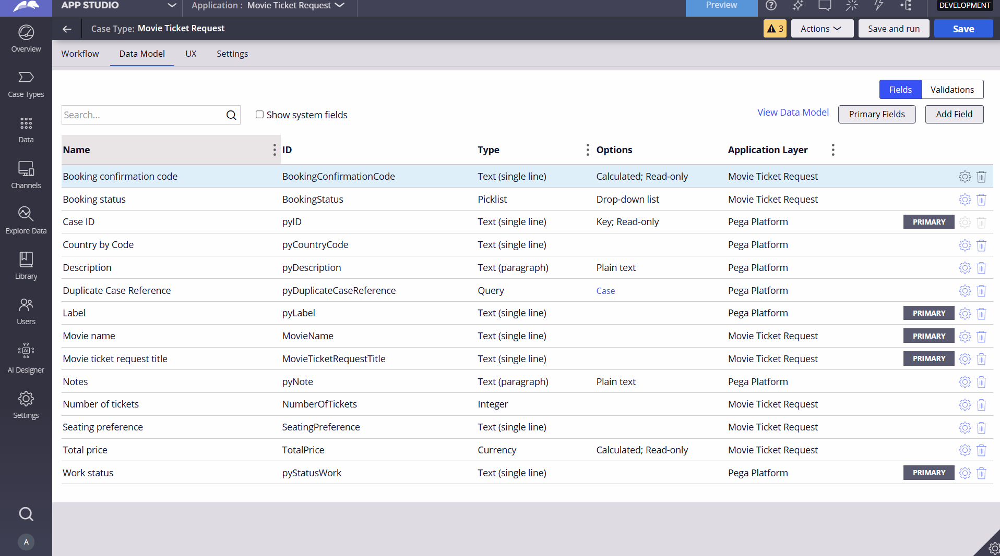 APP STUDIO
Application : Movie Ticket Request
Preview
DEVELOPMENT
Case Type: Movie Ticket Request
3
Actions
Save and run
Save
Overview
Case Types
Data
Channels
Explore Data
Library
Users
AI
AI Designer
Settings
A
Workflow Data Model UX Settings
Fields Validations
Search... Show system fields View Data Model Primary Fields Add Field
Name ID Type Options Application Layer
Booking confirmation code BookingConfirmationCode Text (single line) Calculated; Read-only Movie Ticket Request
Booking status BookingStatus Picklist Drop-down list Movie Ticket Request
Case ID pyID Text (single line) Key; Read-only Pega Platform PRIMARY
Country by Code pyCountryCode Text (single line) Pega Platform
Description pyDescription Text (paragraph) Plain text Pega Platform
Duplicate Case Reference pyDuplicateCaseReference Query Case Pega Platform
Label pyLabel Text (single line) Pega Platform PRIMARY
Movie name MovieName Text (single line) Movie Ticket Request PRIMARY
Movie ticket request title MovieTicketRequestTitle Text (single line) Movie Ticket Request PRIMARY
Notes pyNote Text (paragraph) Plain text Pega Platform
Number of tickets NumberOfTickets Integer Movie Ticket Request
Seating preference SeatingPreference Text (single line) Movie Ticket Request
Total price TotalPrice Currency Calculated; Read-only Movie Ticket Request
Work status pyStatusWork Text (single line) Pega Platform PRIMARY